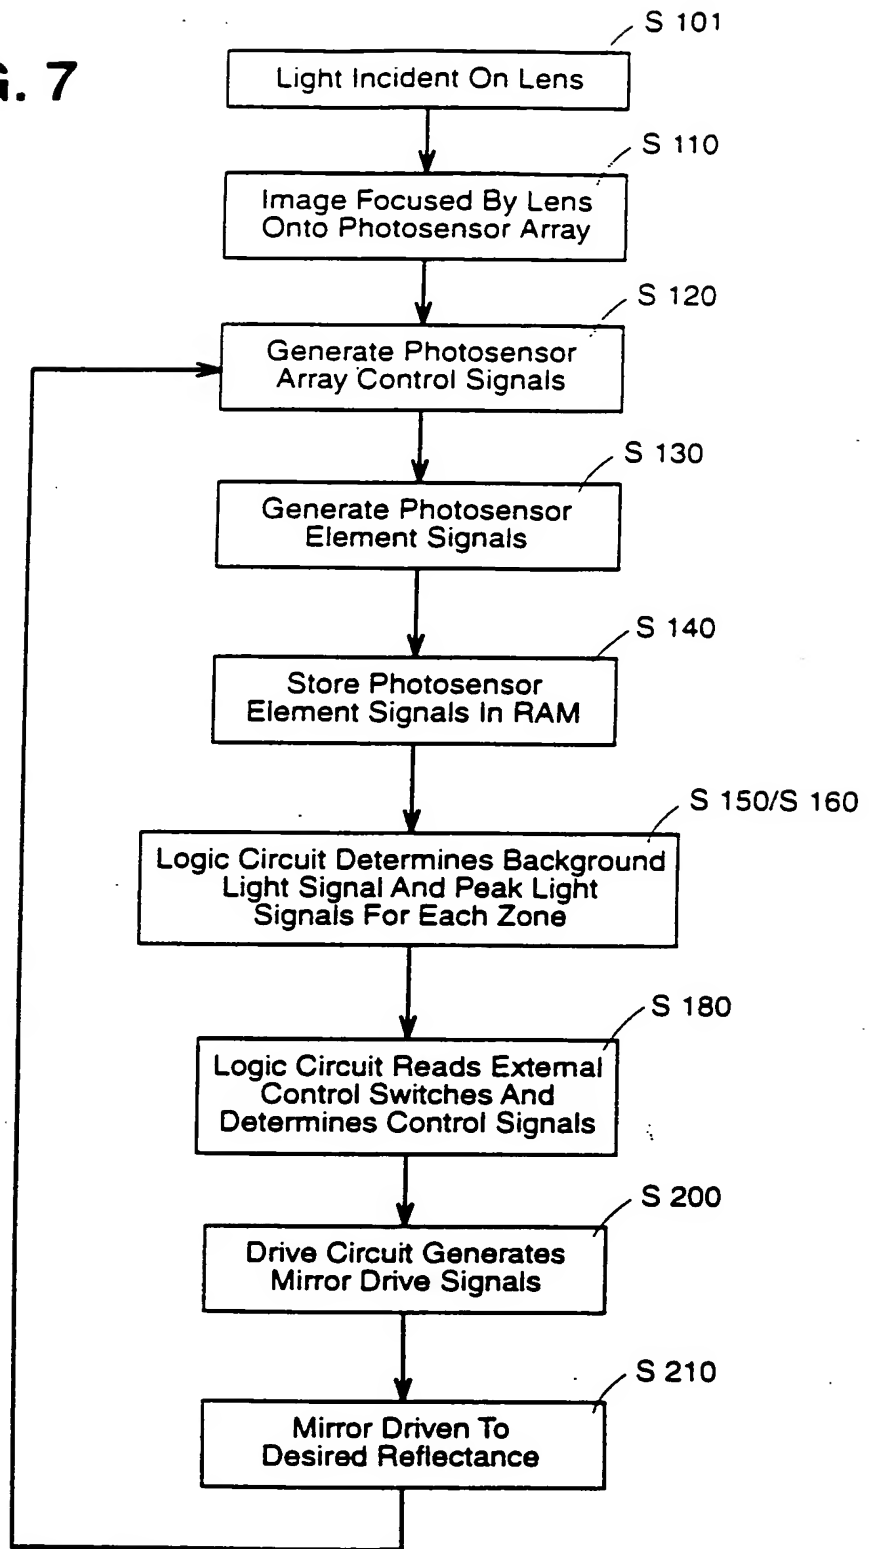 G. 7
S 101
Light Incident On Lens
S 110
Image Focused By Lens
Onto Photosensor Array
S 120
Generate Photosensor
Array Control Signals
S 130
Generate Photosensor
Element Signals
S 140
Store Photosensor
Element Signals In RAM
S 150/S 160
Logic Circuit Determines Background
Light Signal And Peak Light
Signals For Each Zone
S 180
Logic Circuit Reads External
Control Switches And
Determines Control Signals
S 200
Drive Circuit Generates
Mirror Drive Signals
S 210
Mirror Driven To
Desired Reflectance